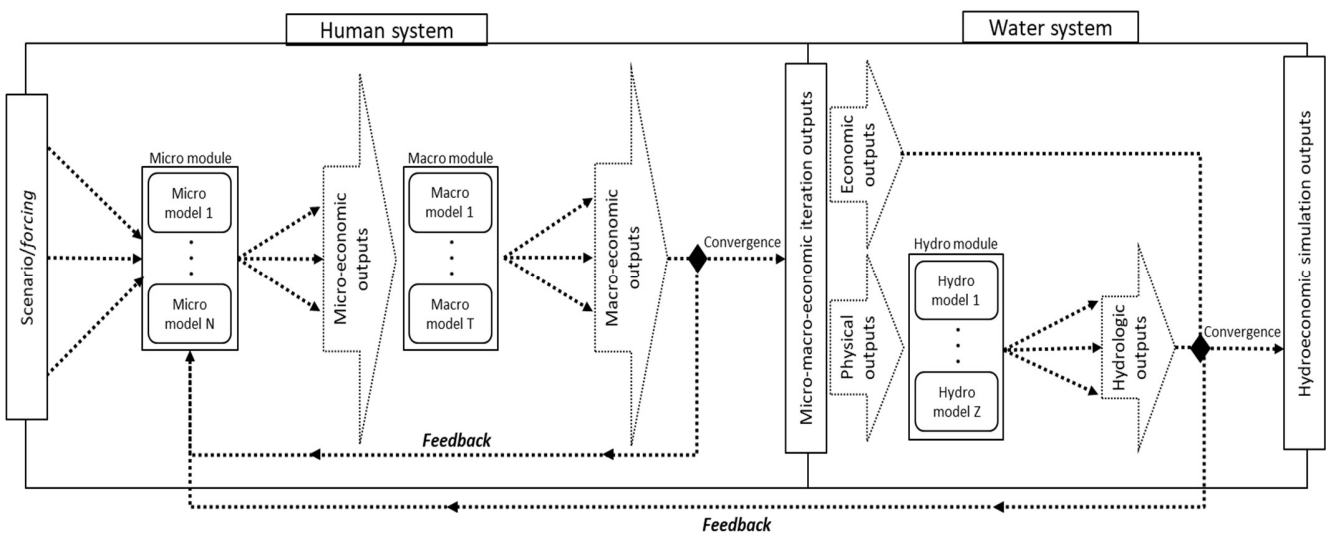 Human system
Water system
Scenario/forcing
Micro module
Micro
model 1
Micro
model N
Micro-economic
outputs
Macro module
Macro
model 1
Macro
model T
Macro-economic
outputs
Convergence
Feedback
Micro-macro-economic iteration outputs
Economic
outputs
Physical
outputs
Hydro module
Hydro
model 1
Hydro
model Z
Hydrologic
outputs
Convergence
Hydroeconomic simulation outputs
Feedback